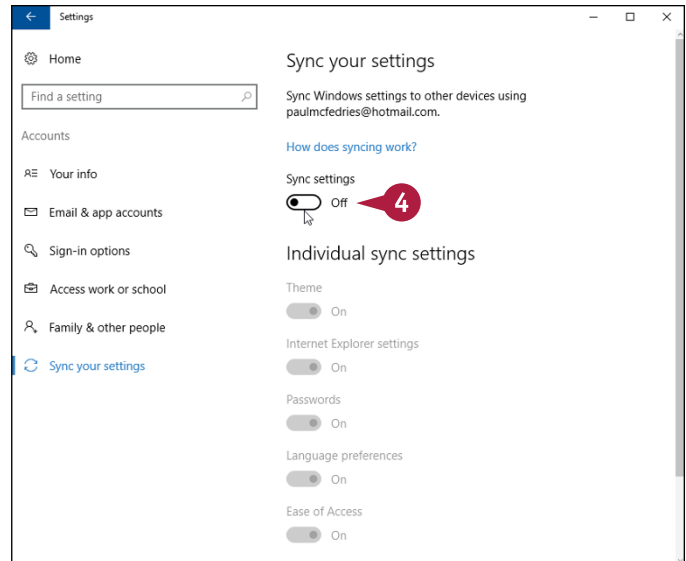 Settings
Home
Find a setting
Accounts
Your info
Email & app accounts
Sign-in options
Access work or school
Family & other people
Sync your settings
Sync your settings
Sync Windows settings to other devices using
paulmcfedries@hotmail.com.
How does syncing work?
Sync settings
Off
4
Individual sync settings
Theme
On
Internet Explorer settings
On
Passwords
On
Language preferences
On
Ease of Access
On